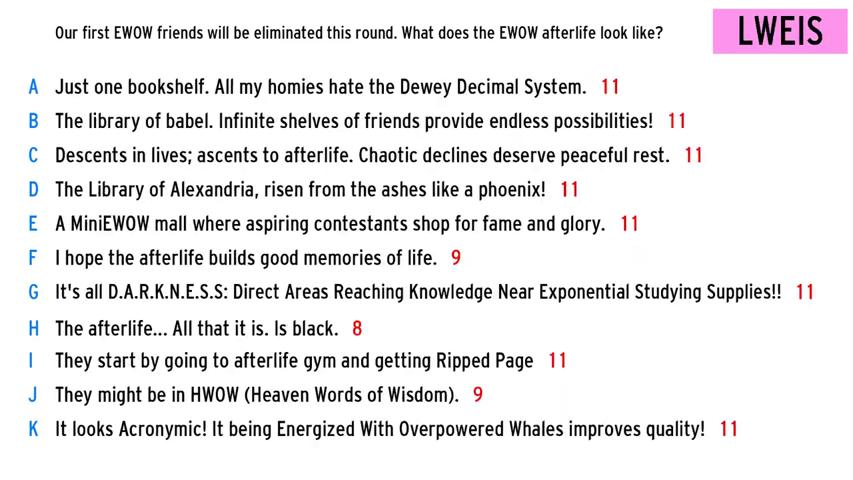 Our first EWOW friends will be eliminated this round. What does the EWOW afterlife look like?
LWEIS
A Just one bookshelf. All my homies hate the Dewey Decimal System. 11
B The library of babel. Infinite shelves of friends provide endless possibilities! 11
C Descents in lives; ascents to afterlife. Chaotic declines deserve peaceful rest. 11
D The Library of Alexandria, risen from the ashes like a phoenix! 11
E A MiniEWOW mall where aspiring contestants shop for fame and glory. 11
F I hope the afterlife builds good memories of life. 9
G It's all D.A.R.K.N.E.S.S: Direct Areas Reaching Knowledge Near Exponential Studying Supplies!! 11
H The afterlife... All that it is. Is black. 8
I They start by going to afterlife gym and getting Ripped Page 11
J They might be in HWOW (Heaven Words of Wisdom). 9
K It looks Acronymic! It being Energized With Overpowered Whales improves quality! 11